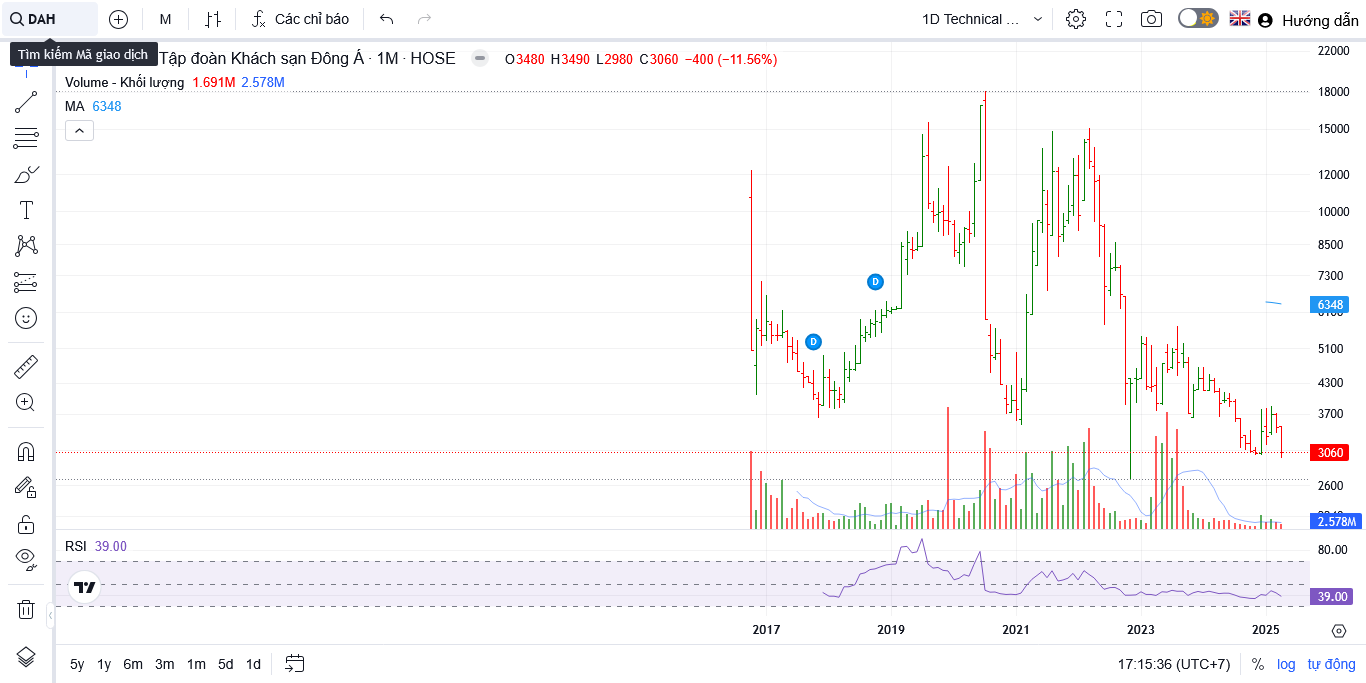 DAH
M
Các chỉ báo
1D Technical ...
Hướng dẫn
Tìm kiếm Mã giao dịch
Tập đoàn Khách sạn Đông Á · 1M · HOSE
O3480 H3490 L2980 C3060 −400 (−11.56%)
Volume - Khối lượng 1.691M 2.578M
MA 6348
22000
18000
15000
12000
10000
8500
7300
6348
5100
4300
3700
3060
2600
2.578M
D
D
RSI 39.00
80.00
39.00
2017 2019 2021 2023 2025
5y 1y 6m 3m 1m 5d 1d
17:15:36 (UTC+7) % log tự động